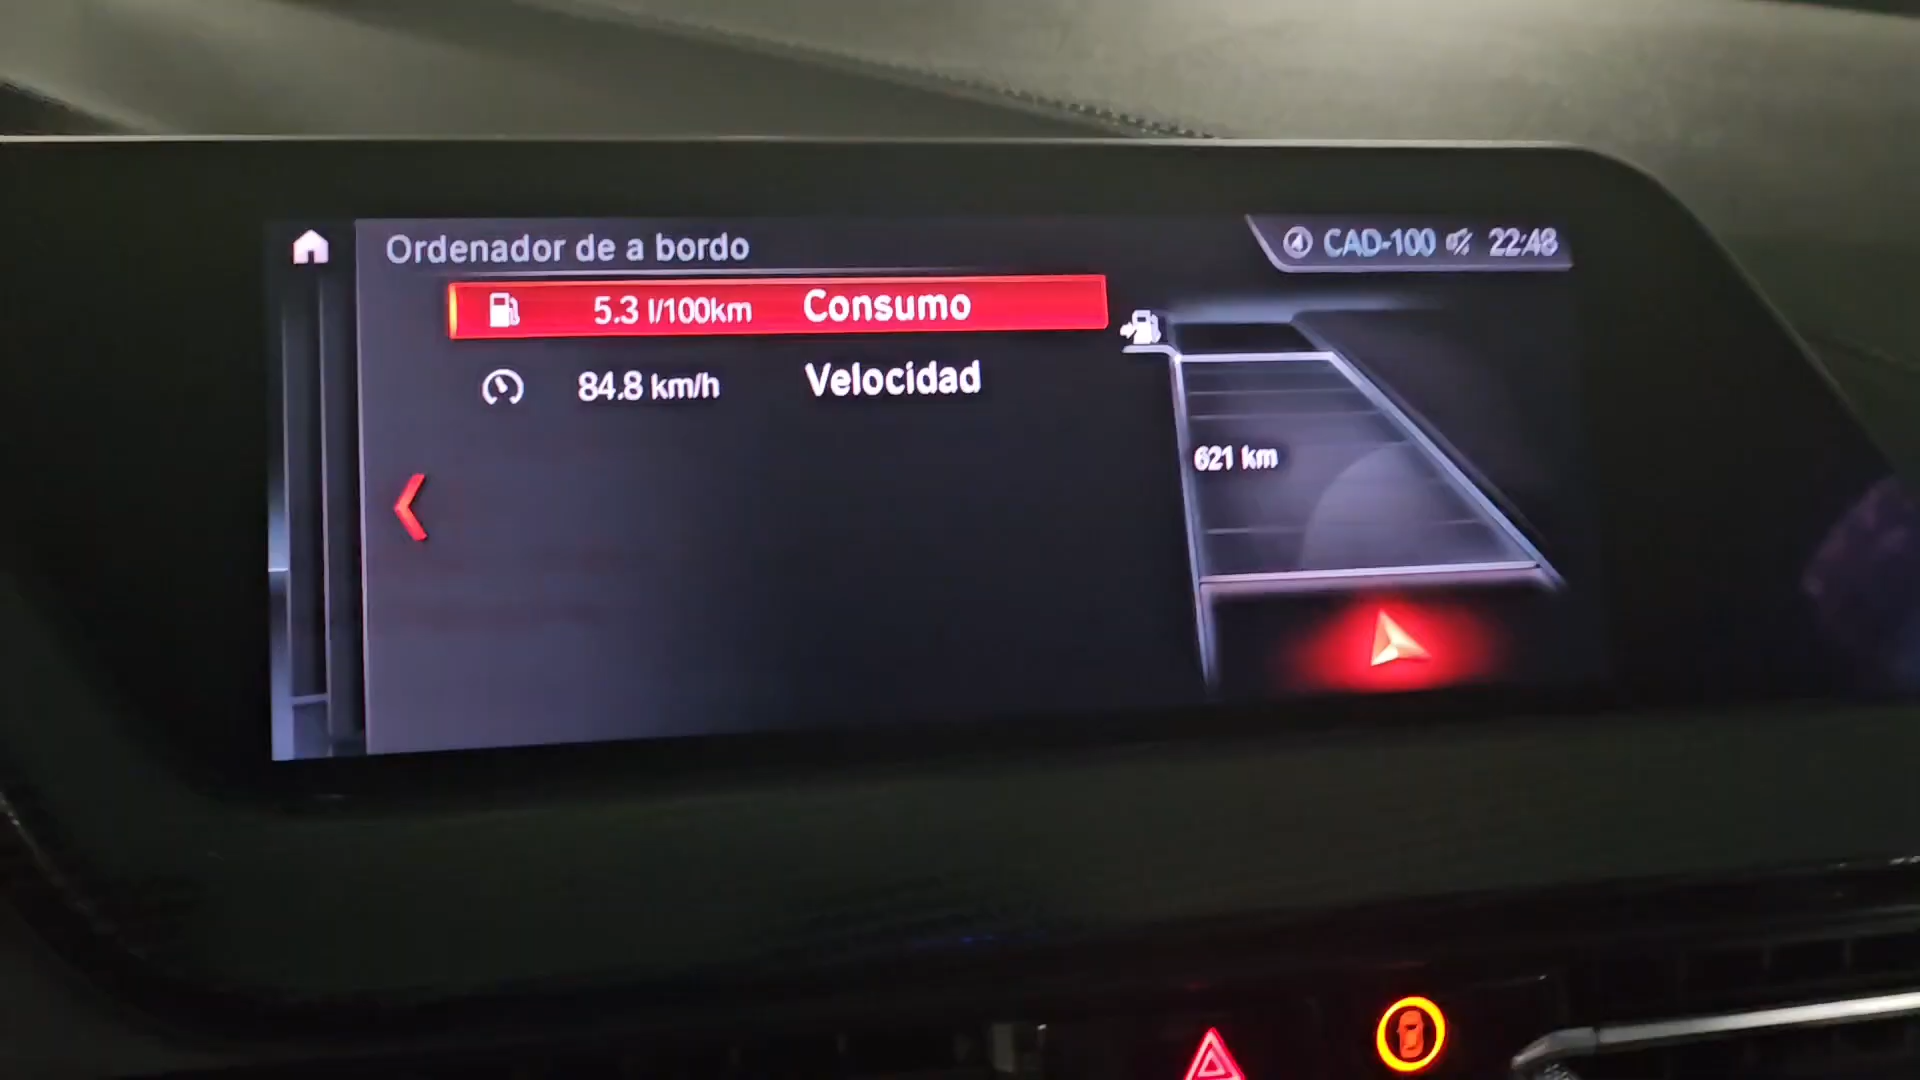 Ordenador de a bordo
CAD-100 22:48
5.3 l/100km Consumo
84.8 km/h Velocidad
621 km